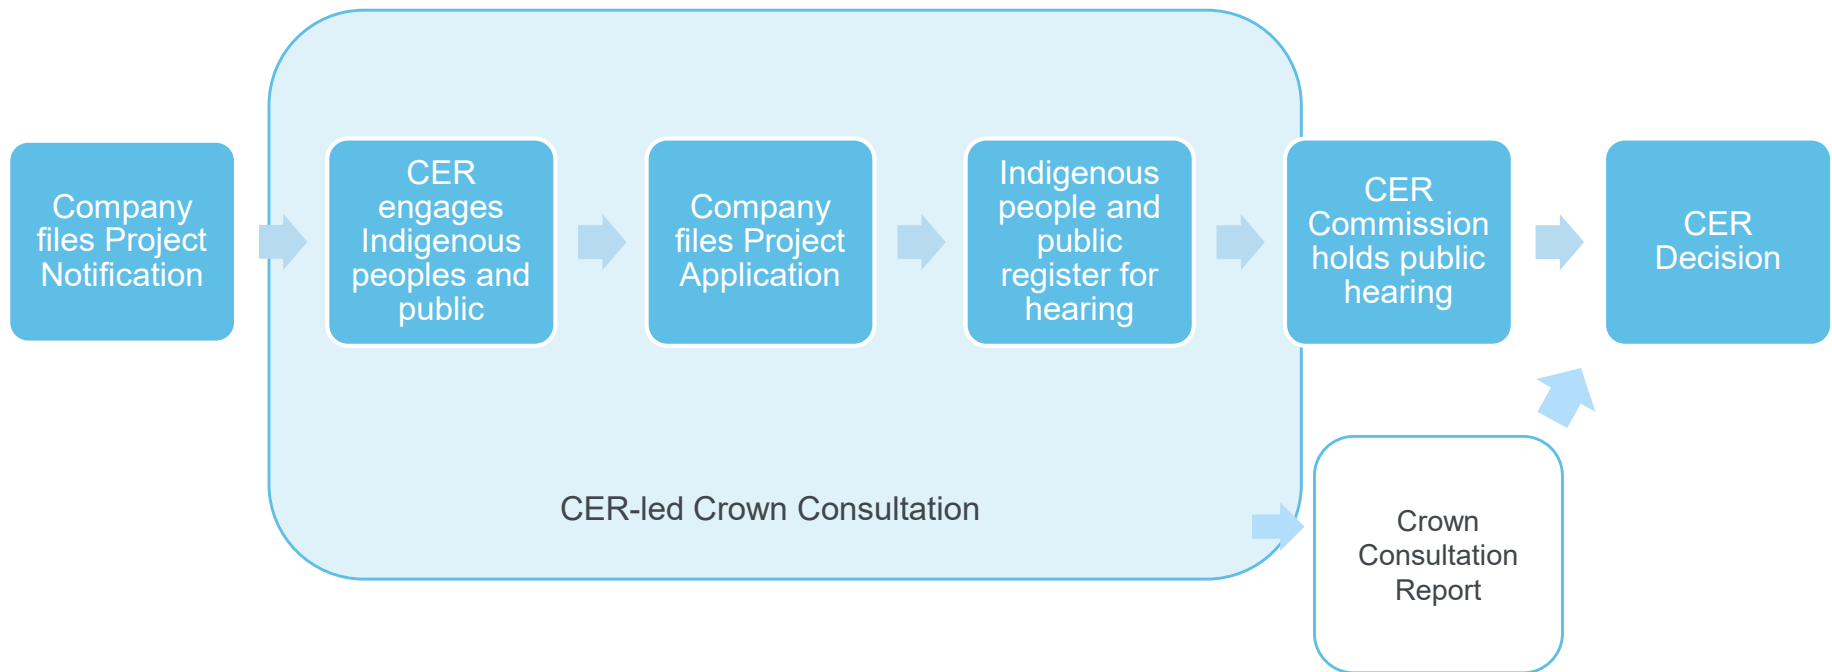 Company
files Project
Notification
CER
engages
Indigenous
peoples and
public
Company
files Project
Application
Indigenous
people and
public
register for
hearing
CER
Commission
holds public
hearing
CER
Decision
CER-led Crown Consultation
Crown
Consultation
Report